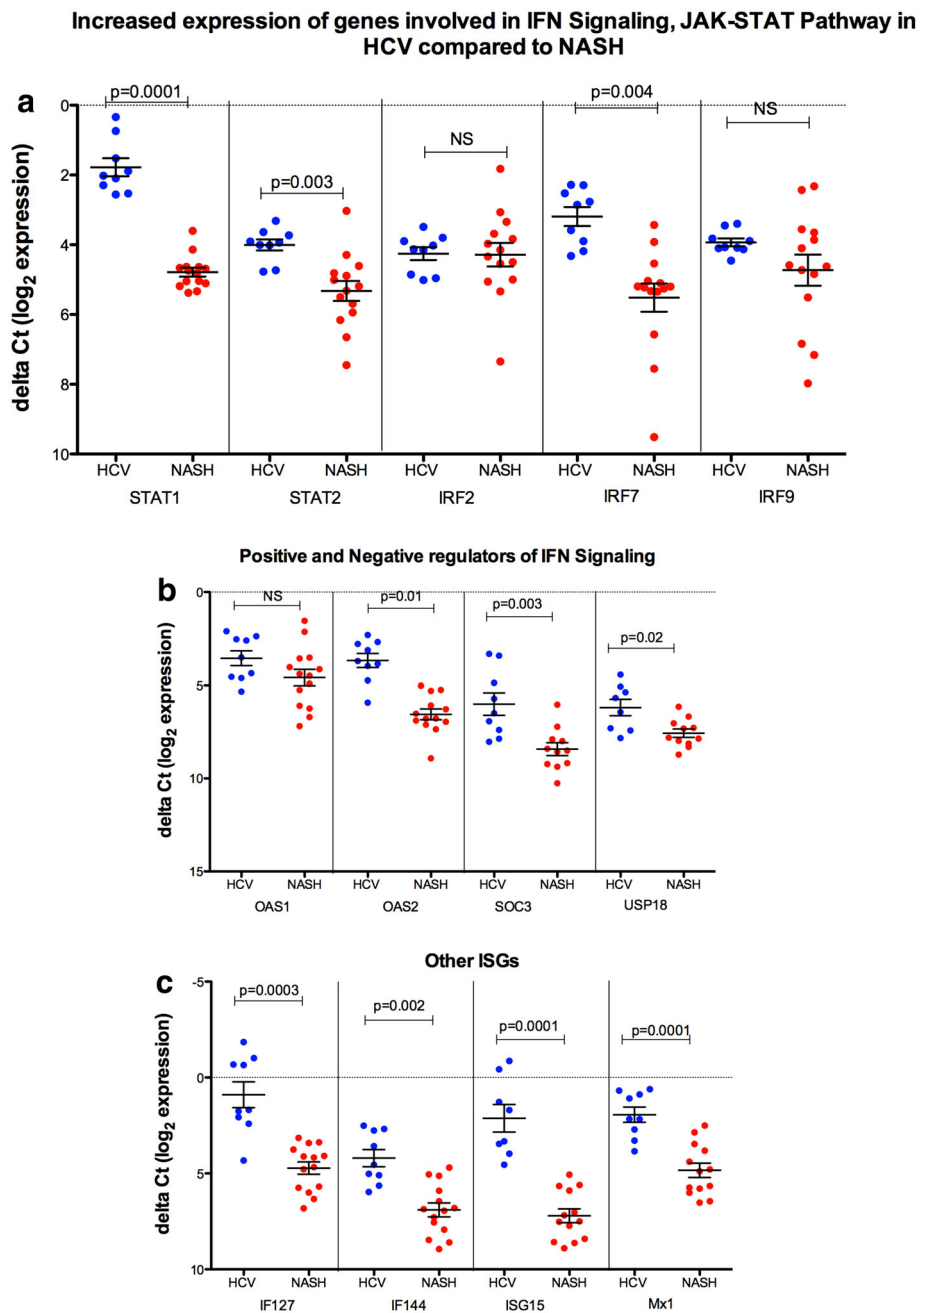 Increased expression of genes involved in IFN Signaling, JAK-STAT Pathway in
HCV compared to NASH
a
p=0.0001
p=0.003
NS
p=0.004
NS
delta Ct (log2 expression)
0
2
4
6
8
10
HCV NASH HCV NASH HCV NASH HCV NASH HCV NASH
STAT1 STAT2 IRF2 IRF7 IRF9
Positive and Negative regulators of IFN Signaling
b
NS
p=0.01
p=0.003
p=0.02
delta Ct (log2 expression)
0
5
10
15
HCV NASH HCV NASH HCV NASH HCV NASH
OAS1 OAS2 SOC3 USP18
Other ISGs
c
p=0.0003
p=0.002
p=0.0001
p=0.0001
delta Ct (log2 expression)
-5
0
5
10
HCV NASH HCV NASH HCV NASH HCV NASH
IF127 IF144 ISG15 Mx1